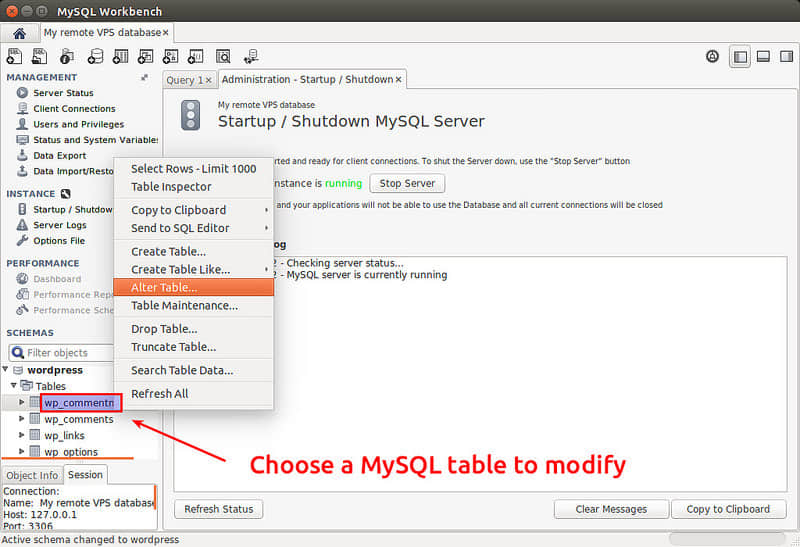 MySQL Workbench
My remote VPS database ×
MANAGEMENT
Server Status
Client Connections
Users and Privileges
Status and System Variables
Data Export
Data Import/Resto
INSTANCE
Startup / Shutdown
Server Logs
Options File
PERFORMANCE
Dashboard
Performance Repo
Performance Sche
SCHEMAS
Filter objects
wordpress
Tables
wp_commentm
wp_comments
wp_links
wp_options
Object Info Session
Connection:
Name: My remote VPS database
Host: 127.0.0.1
Port: 3306
Active schema changed to wordpress
Select Rows - Limit 1000
Table Inspector
Copy to Clipboard
Send to SQL Editor
Create Table...
Create Table Like...
Alter Table...
Table Maintenance...
Drop Table...
Truncate Table...
Search Table Data...
Refresh All
Query 1 × Administration - Startup / Shutdown ×
My remote VPS database
Startup / Shutdown MySQL Server
rted and ready for client connections. To shut the Server down, use the "Stop Server" button
nstance is running Stop Server
and your applications will not be able to use the Database and all current connections will be closed
log
2 - Checking server status...
2 - MySQL server is currently running
Choose a MySQL table to modify
Refresh Status Clear Messages Copy to Clipboard